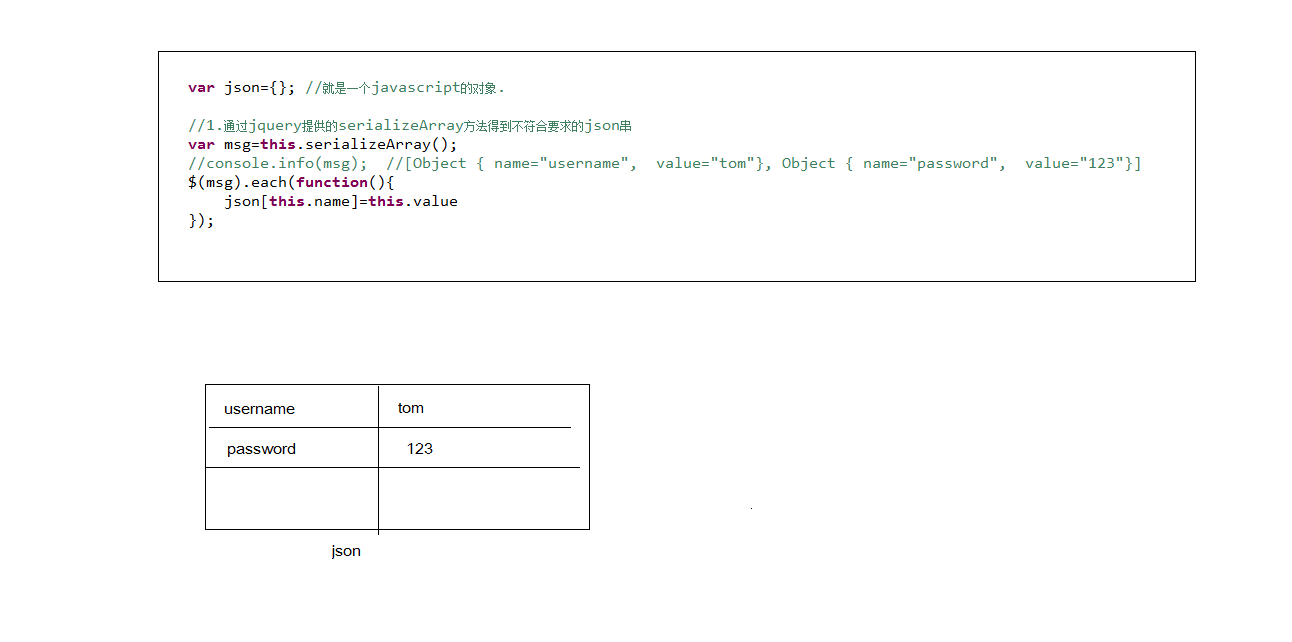 var json={}; //就是一个javascript的对象.
//1.通过jquery提供的serializeArray方法得到不符合要求的json串
var msg=this.serializeArray();
//console.info(msg);  //[Object { name="username",  value="tom"}, Object { name="password",  value="123"}]
$(msg).each(function(){
    json[this.name]=this.value
});
username tom
password 123
json